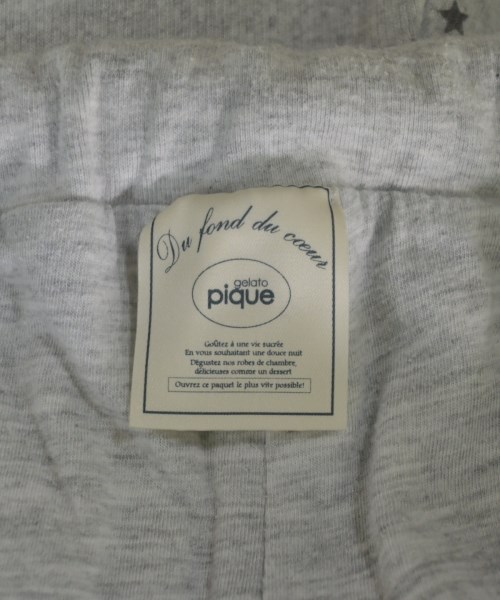 Du fond du cœur
gelato
pique
Goûtez à une vie sucrée
En vous souhaitant une doucer nuit
Dégustez nos robes de chambre,
délicieuses comme un dessert
Ouvrez ce paquet le plus vite possible!